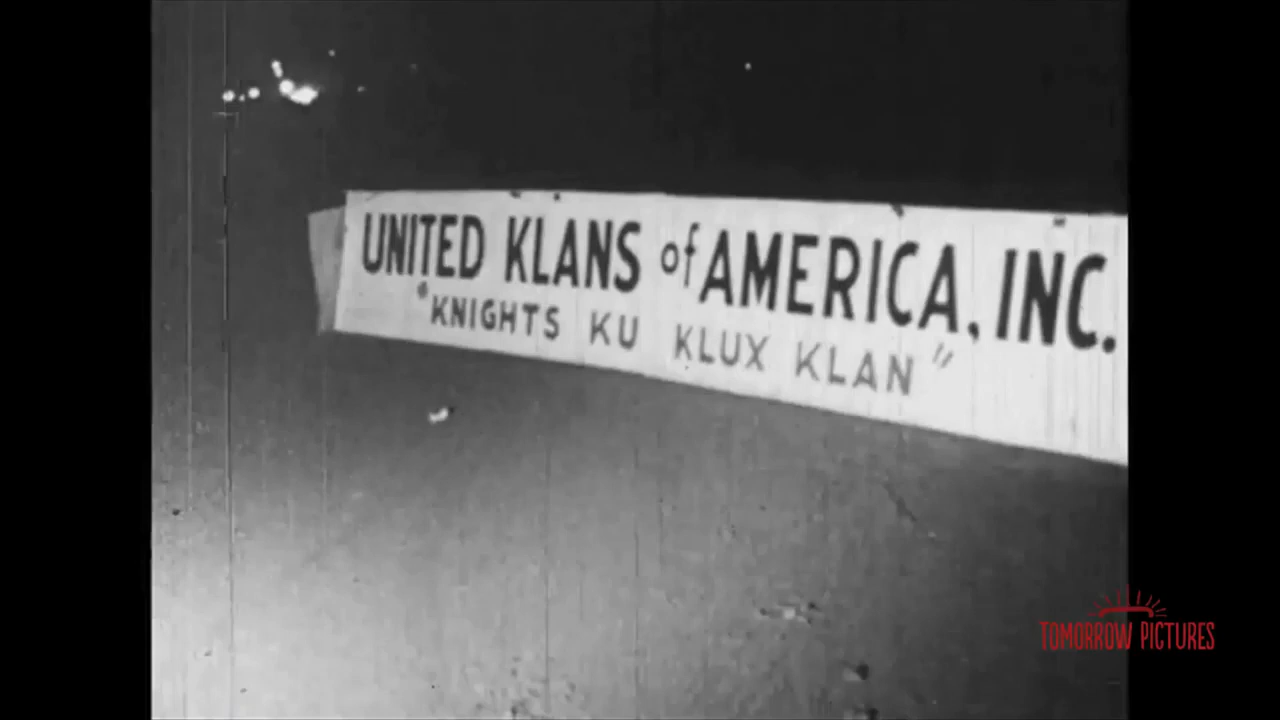 UNITED KLANS of AMERICA, INC.
"KNIGHTS KU KLUX KLAN"
TOMORROW PICTURES